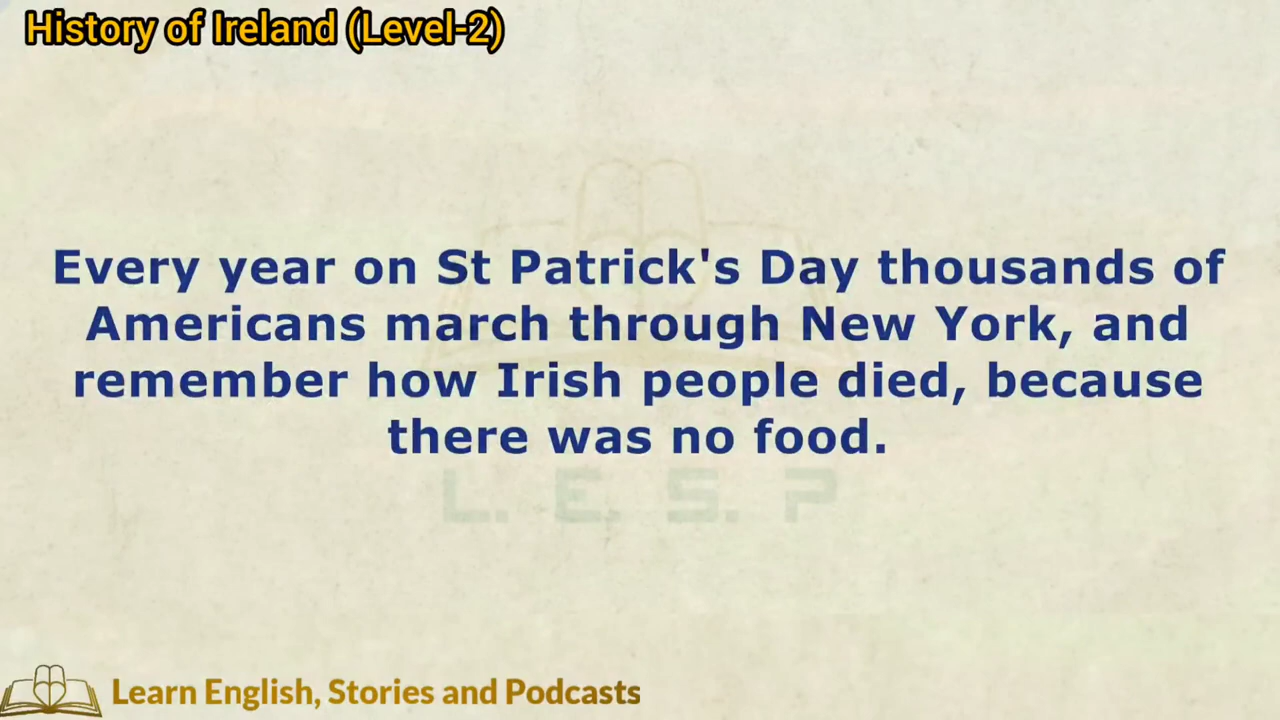 History of Ireland (Level-2)
Every year on St Patrick's Day thousands of
Americans march through New York, and
remember how Irish people died, because
there was no food.
L. E. S. P
Learn English, Stories and Podcasts